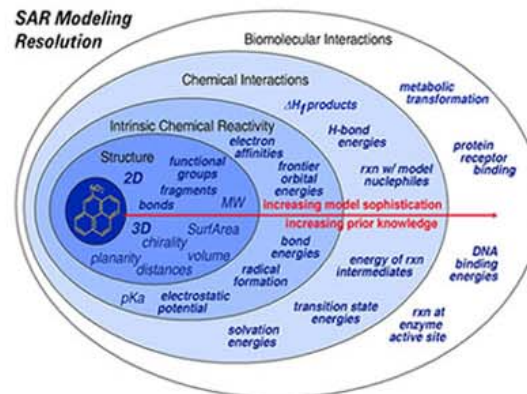 SAR Modeling
Resolution
Biomolecular Interactions
Chemical Interactions
metabolic
transformation
ΔHf products
Intrinsic Chemical Reactivity
electron
affinities
H-bond
energies
Structure
functional
groups
2D
frontier
orbital
energies
protein
receptor
binding
rxn w/ model
nuclephiles
NO2
fragments
bonds
MW
increasing model sophistication
increasing prior knowledge
3D
SurfArea
chirality
volume
planarity
distances
bond
energies
radical
formation
energy of rxn
intermediates
DNA
binding
energies
pKa
electrostatic
potential
transition state
energies
solvation
energies
rxn at
enzyme
active site